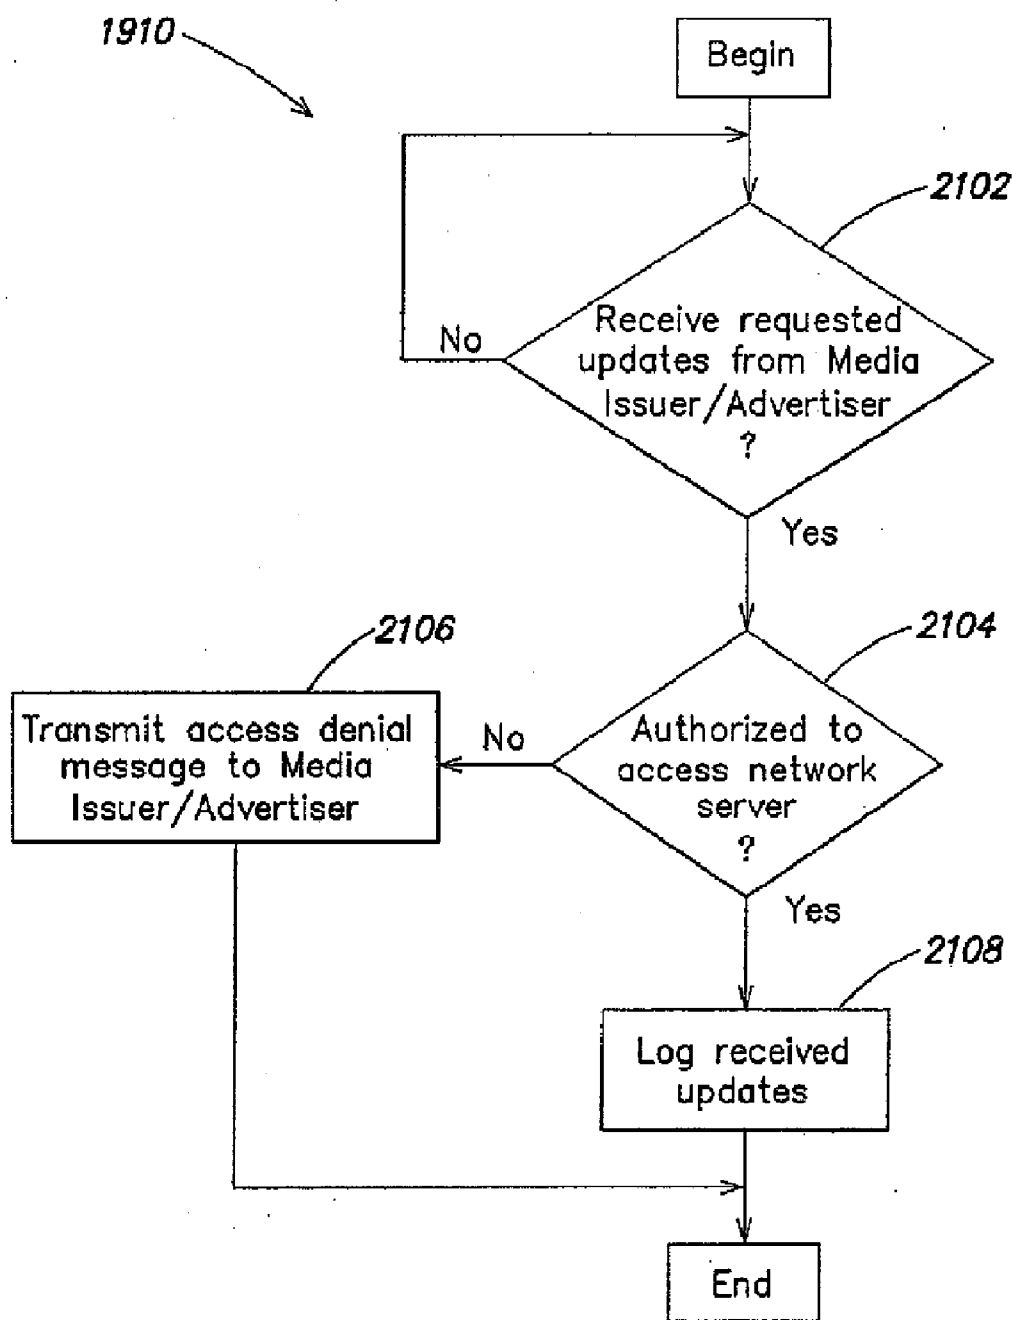 1910
Begin
2102
Receive requested
updates from Media
Issuer/Advertiser
?
No
Yes
2106
2104
Transmit access denial
message to Media
Issuer/Advertiser
No
Authorized to
access network
server
?
Yes
2108
Log received
updates
End